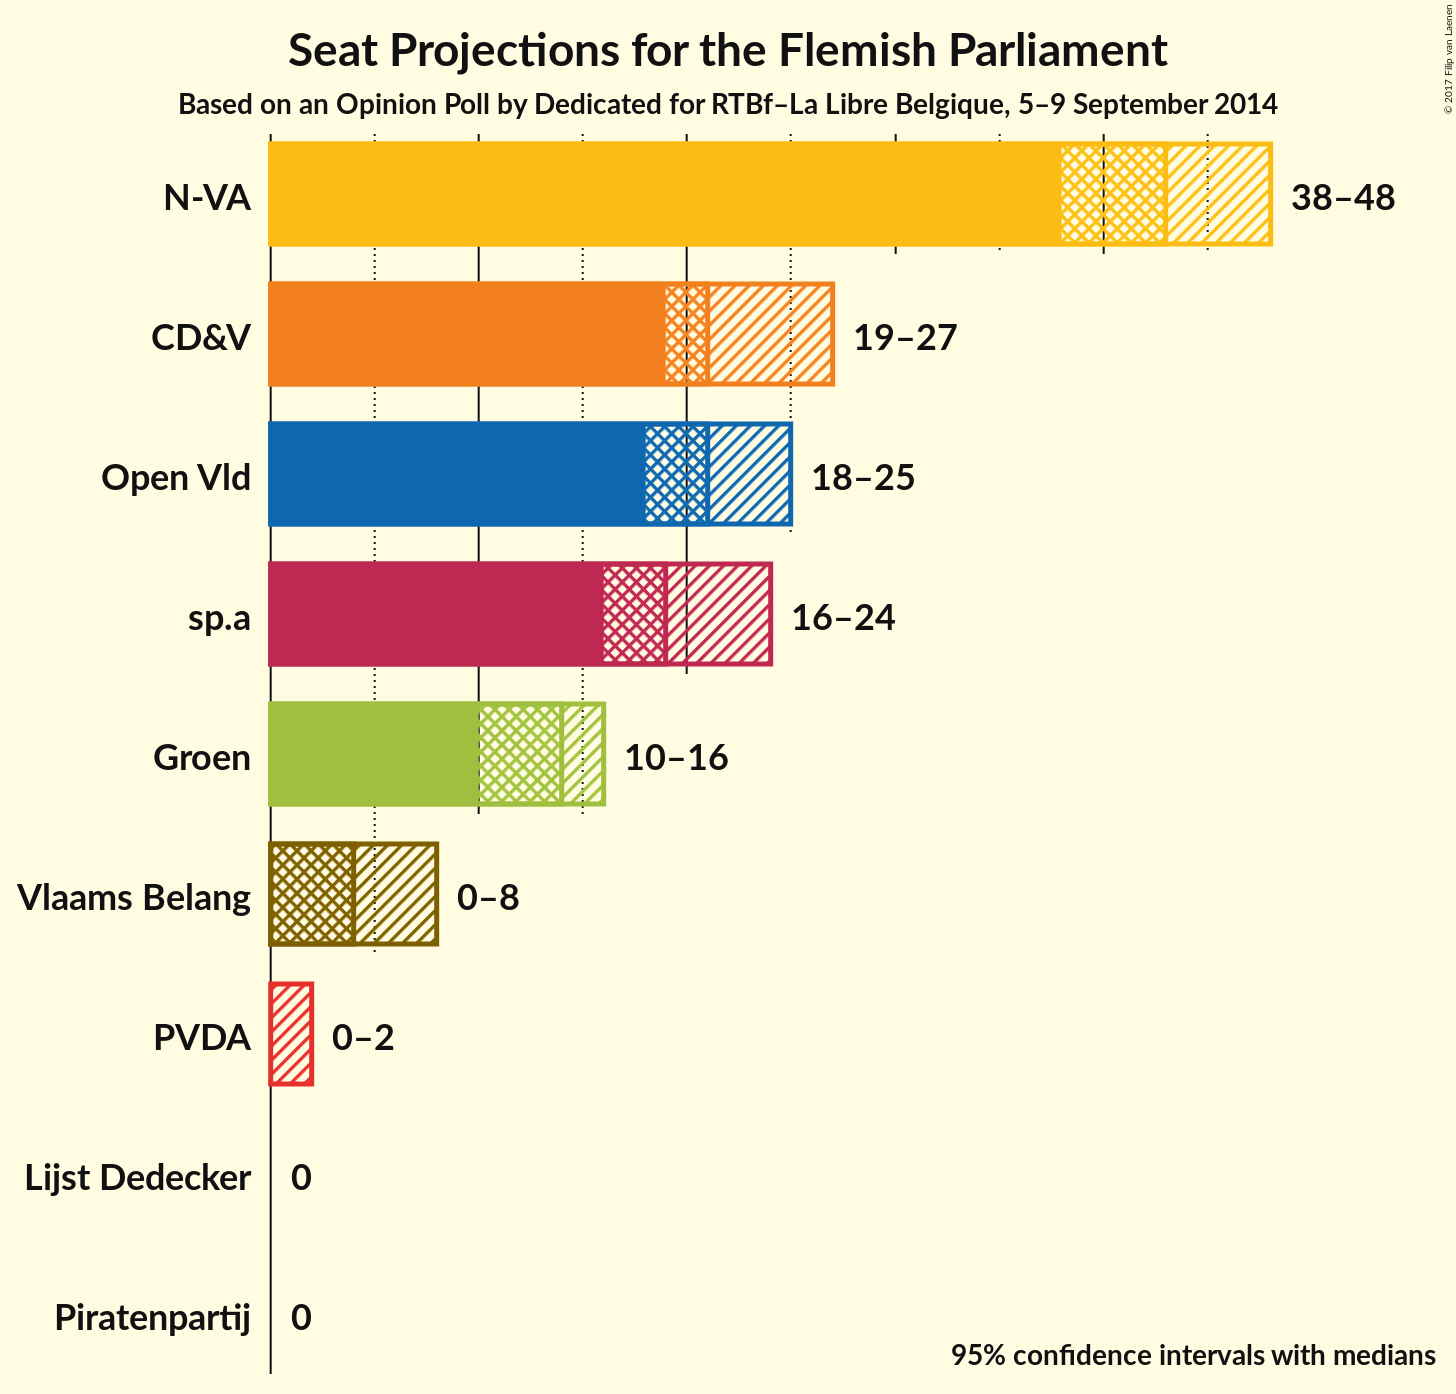 Seat Projections for the Flemish Parliament
Based on an Opinion Poll by Dedicated for RTBf–La Libre Belgique, 5–9 September 2014
© 2017 Filip van Laenen
N-VA 38–48
CD&V 19–27
Open Vld 18–25
sp.a 16–24
Groen 10–16
Vlaams Belang 0–8
PVDA 0–2
Lijst Dedecker 0
Piratenpartij 0
95% confidence intervals with medians